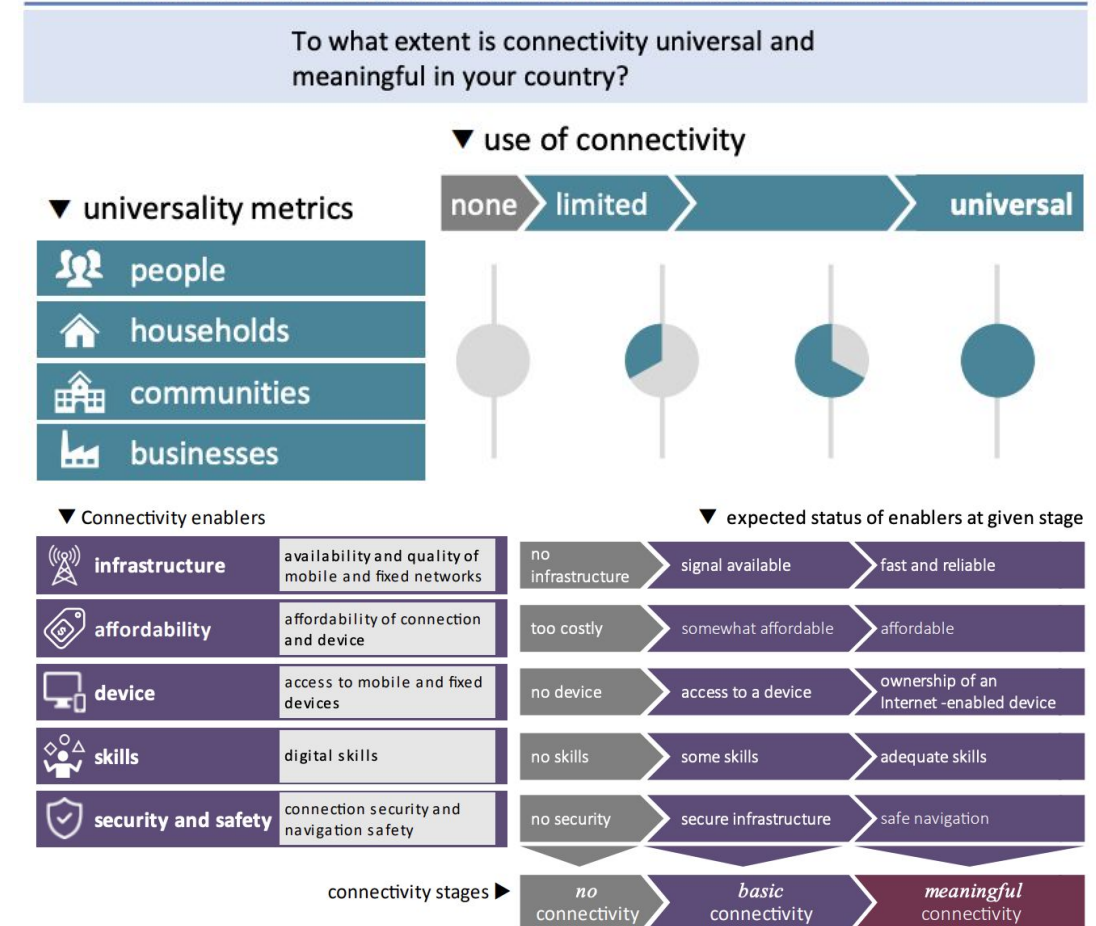 To what extent is connectivity universal and
meaningful in your country?
▼ use of connectivity
none
limited
universal
▼ universality metrics
people
households
communities
businesses
▼ Connectivity enablers
▼ expected status of enablers at given stage
infrastructure
availability and quality of
mobile and fixed networks
no
infrastructure
signal available
fast and reliable
affordability
affordability of connection
and device
too costly
somewhat affordable
affordable
device
access to mobile and fixed
devices
no device
access to a device
ownership of an
Internet -enabled device
skills
digital skills
no skills
some skills
adequate skills
security and safety
connection security and
navigation safety
no security
secure infrastructure
safe navigation
connectivity stages ▶
no
connectivity
basic
connectivity
meaningful
connectivity